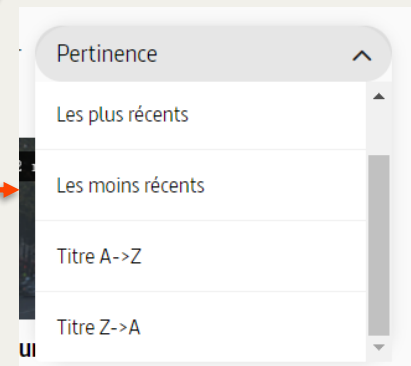 Pertinence
Les plus récents
Les moins récents
Titre A->Z
Titre Z->A